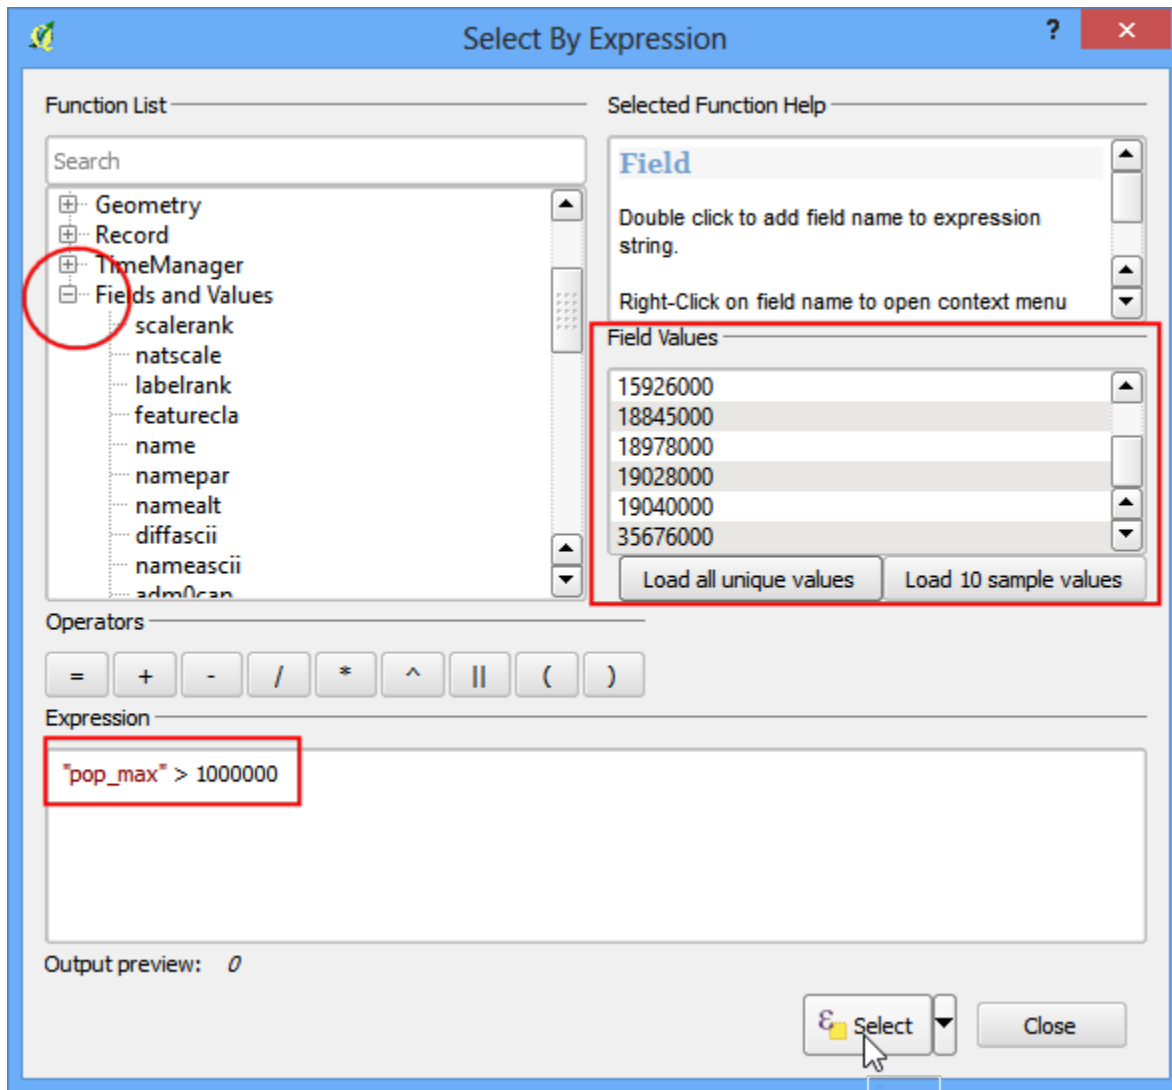 Select By Expression
?
×
Function List
Search
Geometry
Record
TimeManager
Fields and Values
scalerank
natscale
labelrank
featurecla
name
namepar
namealt
diffascii
nameascii
adm0cap
Selected Function Help
Field
Double click to add field name to expression
string.
Right-Click on field name to open context menu
Field Values
15926000
18845000
18978000
19028000
19040000
35676000
Load all unique values Load 10 sample values
Operators
= + - / * ^ || ( )
Expression
"pop_max" > 1000000
Output preview: 0
ε Select Close